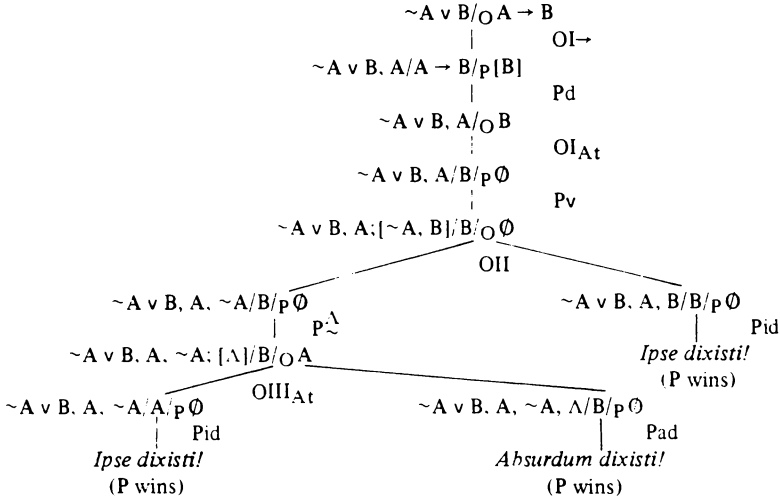 ~A v B/O A → B
OI→
~A v B, A/A → B/P[B]
Pd
~A v B, A/O B
OIAt
~A v B, A/B/P∅
Pv
~A v B, A;[~A, B]/B/O∅
OII
~A v B, A, ~A/B/P∅ ~A v B, A, B/B/P∅
P~Λ Pid
~A v B, A, ~A; [Λ]/B/O A Ipse dixisti!
(P wins)
OIIIAt
~A v B, A, ~A/A/P∅ ~A v B, A, ~A, Λ/B/P∅
Pid Pad
Ipse dixisti! Absurdum dixisti!
(P wins) (P wins)